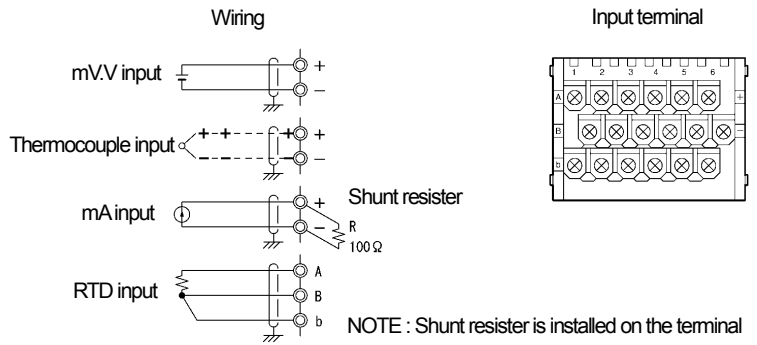 Wiring
Input terminal
mV.V input
+
−
Thermocouple input
+
−
mA input
+
−
Shunt resister
R
100Ω
RTD input
A
B
b
1 2 3 4 5 6
A +
B −
b
NOTE : Shunt resister is installed on the terminal